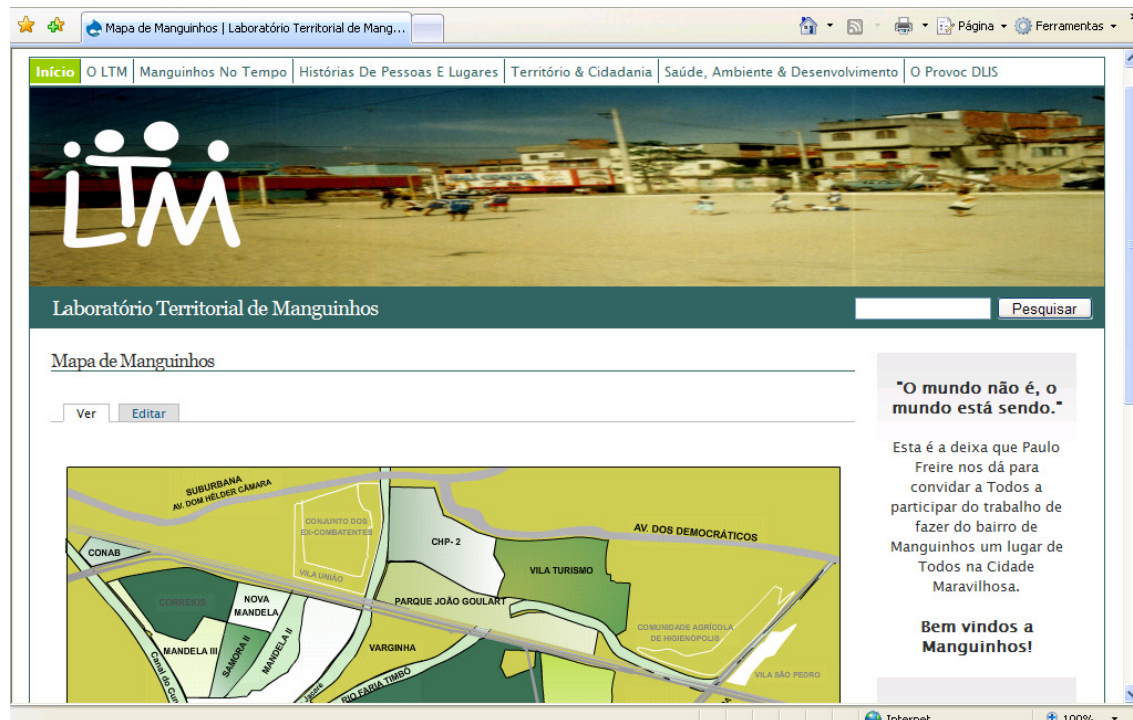 Mapa de Manguinhos | Laboratório Territorial de Mang...
Página
Ferramentas
Início
O LTM
Manguinhos No Tempo
Histórias De Pessoas E Lugares
Território & Cidadania
Saúde, Ambiente & Desenvolvimento
O Provoc DLIS
LTM
Laboratório Territorial de Manguinhos
Pesquisar
Mapa de Manguinhos
Ver
Editar
SUBURBANA
AV. DOM HÉLDER CÂMARA
CONJUNTO DOS
EX-COMBATENTES
CHP- 2
AV. DOS DEMOCRÁTICOS
CONAB
VILA UNIÃO
VILA TURISMO
CORREIOS
NOVA
MANDELA
PARQUE JOÃO GOULART
COMUNIDADE AGRÍCOLA
DE HIGIENÓPOLIS
MANDELA III
SAMORA II
MANDELA II
VARGINHA
VILA SÃO PEDRO
Canal do
RIO FARIA TIMBÓ
"O mundo não é, o
mundo está sendo."
Esta é a deixa que Paulo
Freire nos dá para
convidar a Todos a
participar do trabalho de
fazer do bairro de
Manguinhos um lugar de
Todos na Cidade
Maravilhosa.
Bem vindos a
Manguinhos!
Internet
100%